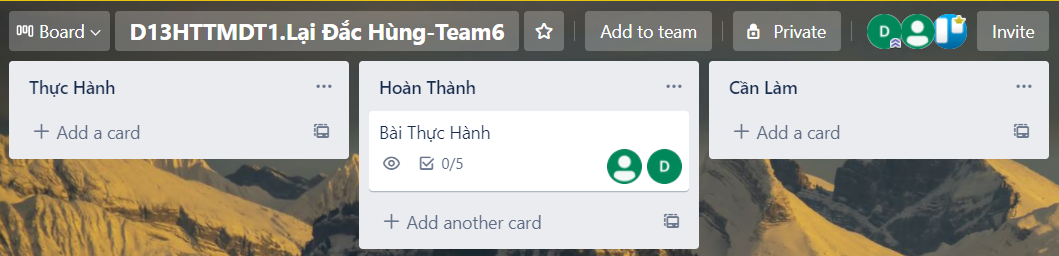 Board
D13HTTMDT1.Lại Đắc Hùng-Team6
Add to team
Private
D
Invite
Thực Hành
Add a card
Hoàn Thành
Bài Thực Hành
0/5
D
Add another card
Cần Làm
Add a card